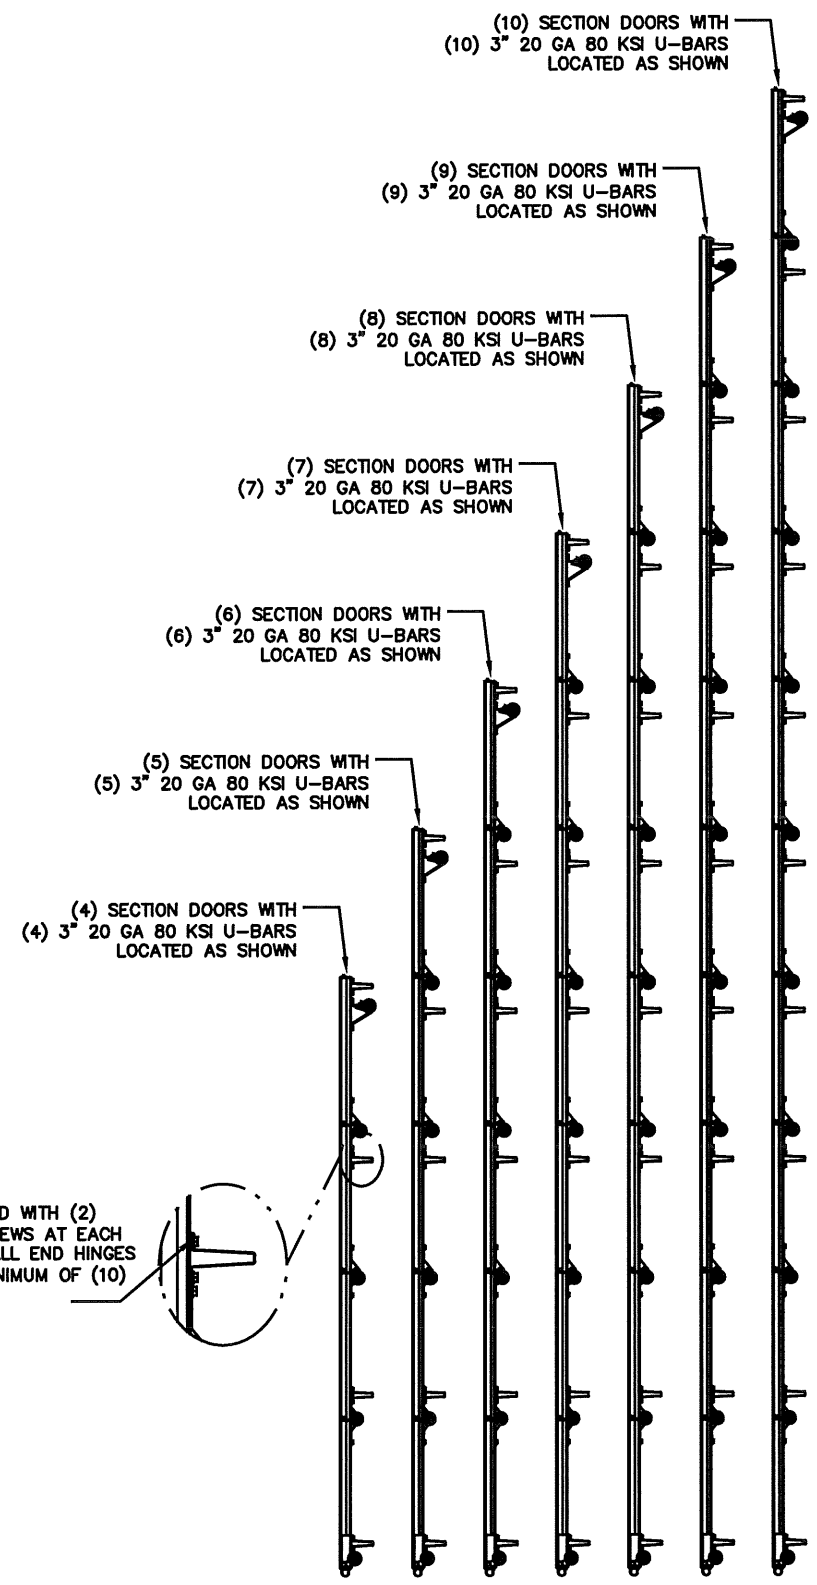 (10) SECTION DOORS WITH
(10) 3" 20 GA 80 KSI U-BARS
LOCATED AS SHOWN
(9) SECTION DOORS WITH
(9) 3" 20 GA 80 KSI U-BARS
LOCATED AS SHOWN
(8) SECTION DOORS WITH
(8) 3" 20 GA 80 KSI U-BARS
LOCATED AS SHOWN
(7) SECTION DOORS WITH
(7) 3" 20 GA 80 KSI U-BARS
LOCATED AS SHOWN
(6) SECTION DOORS WITH
(6) 3" 20 GA 80 KSI U-BARS
LOCATED AS SHOWN
(5) SECTION DOORS WITH
(5) 3" 20 GA 80 KSI U-BARS
LOCATED AS SHOWN
(4) SECTION DOORS WITH
(4) 3" 20 GA 80 KSI U-BARS
LOCATED AS SHOWN
WITH (2)
AT EACH
END HINGES
OF (10)